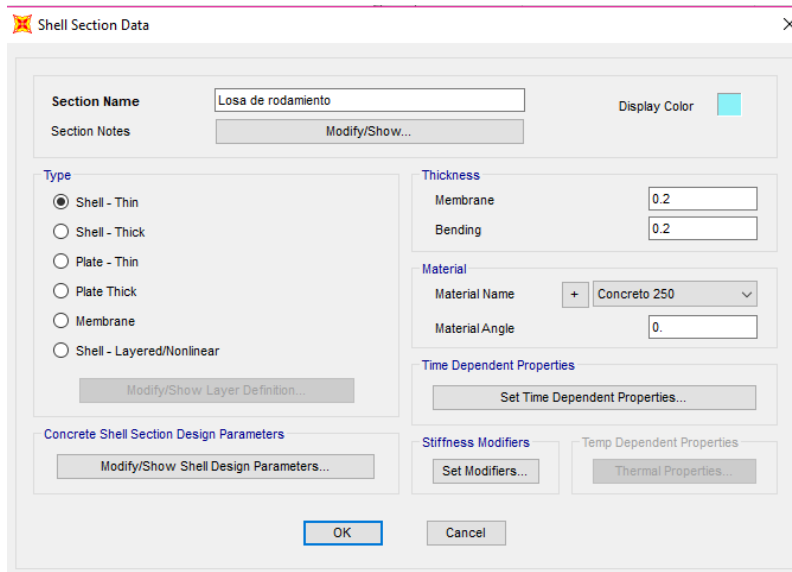 Shell Section Data
Section Name
Losa de rodamiento
Display Color
Section Notes
Modify/Show...
Type
Shell - Thin
Shell - Thick
Plate - Thin
Plate Thick
Membrane
Shell - Layered/Nonlinear
Modify/Show Layer Definition...
Thickness
Membrane
0.2
Bending
0.2
Material
Material Name
+
Concreto 250
Material Angle
0.
Time Dependent Properties
Set Time Dependent Properties...
Concrete Shell Section Design Parameters
Modify/Show Shell Design Parameters...
Stiffness Modifiers
Set Modifiers...
Temp Dependent Properties
Thermal Properties...
OK
Cancel